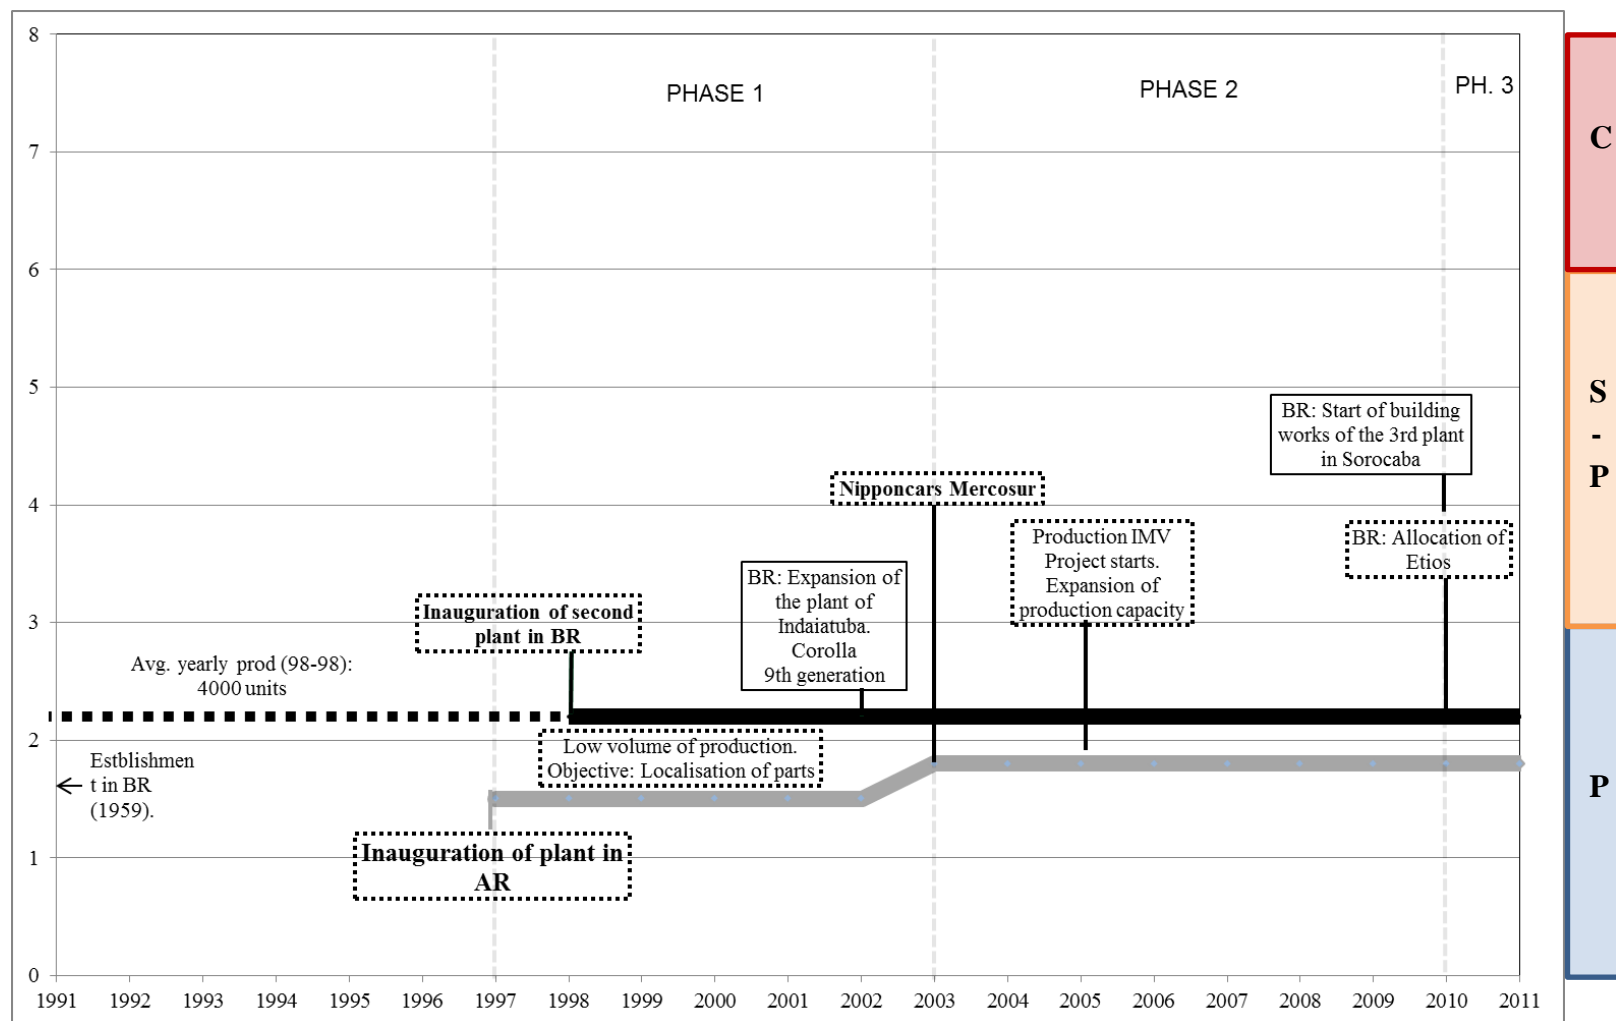 8
7
6
5
4
3
2
1
0
PHASE 1
PHASE 2
PH. 3
C
S
-
P
P
BR: Start of building
works of the 3rd plant
in Sorocaba
Nipponcars Mercosur
Production IMV
Project starts.
Expansion of
production capacity
BR: Allocation of
Etios
BR: Expansion of
the plant of
Indaiatuba.
Corolla
9th generation
Inauguration of second
plant in BR
Avg. yearly prod (98-98):
4000 units
Low volume of production.
Objective: Localisation of parts
Estblishmen
t in BR
(1959).
Inauguration of plant in
AR
1991 1992 1993 1994 1995 1996 1997 1998 1999 2000 2001 2002 2003 2004 2005 2006 2007 2008 2009 2010 2011